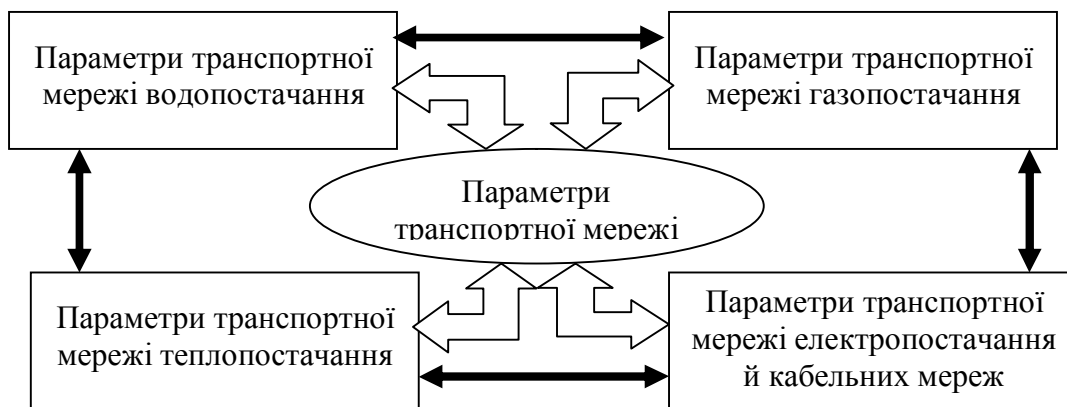 Параметри транспортної
мережі водопостачання
Параметри транспортної
мережі газопостачання
Параметри
транспортної мережі
Параметри транспортної
мережі теплопостачання
Параметри транспортної
мережі електропостачання
й кабельних мереж